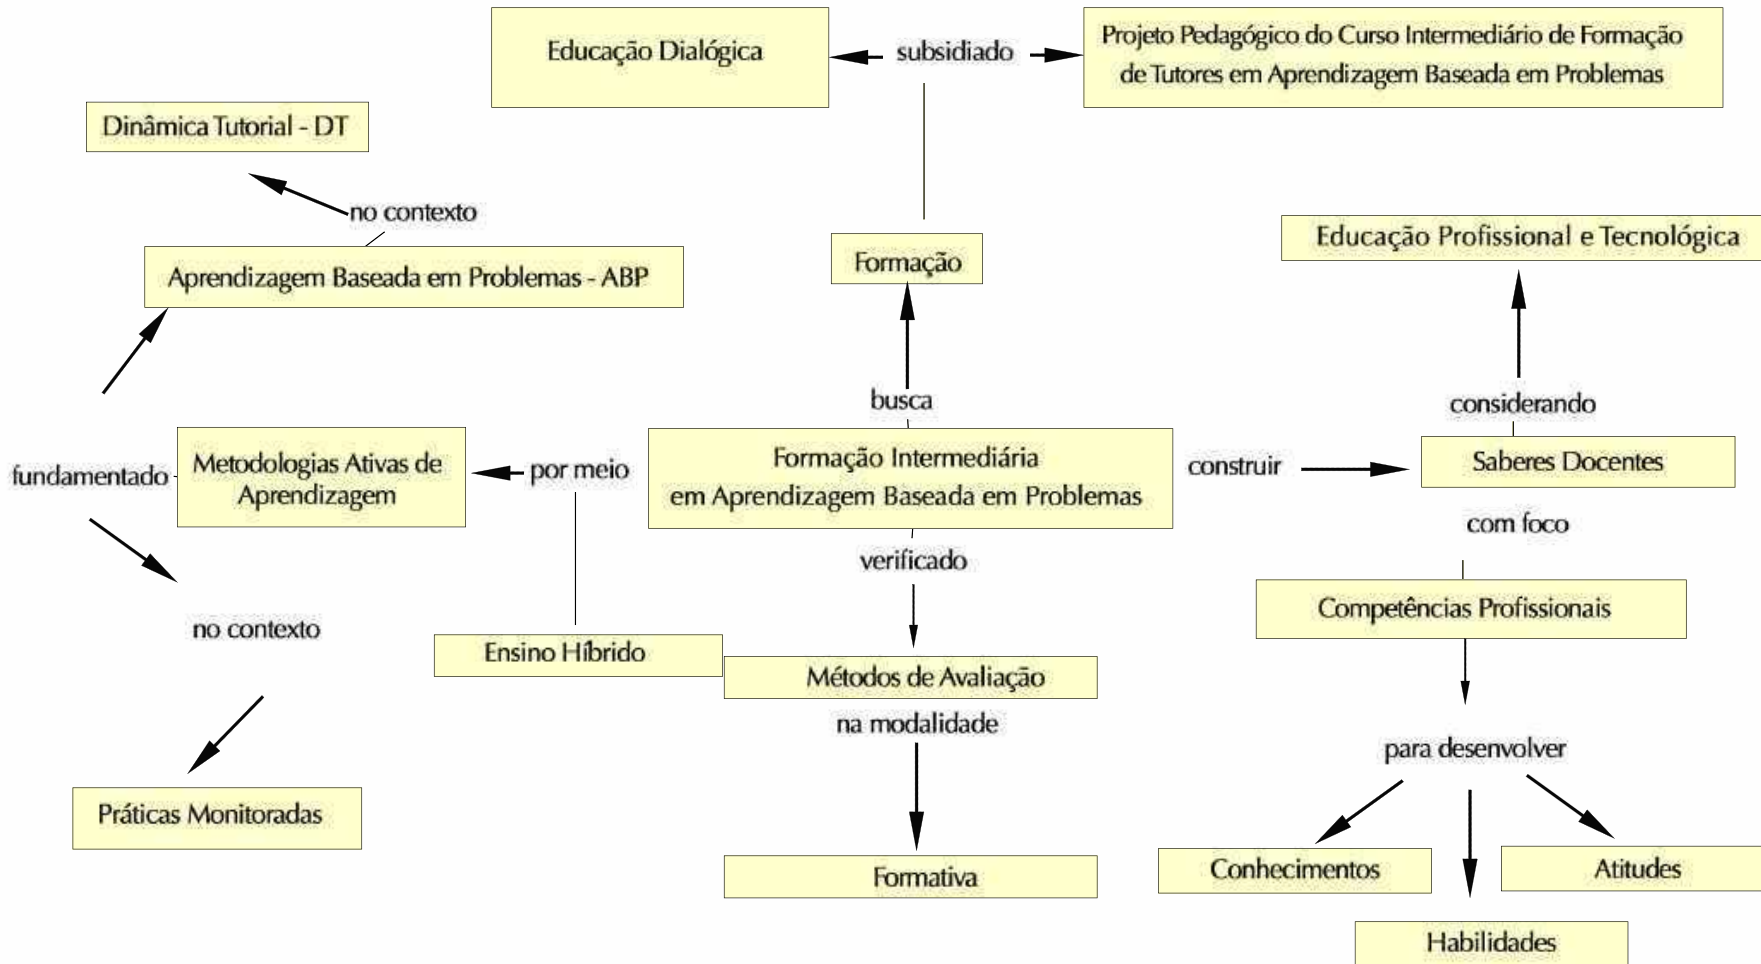 Educação Dialógica
subsidiado
Projeto Pedagógico do Curso Intermediário de Formação
de Tutores em Aprendizagem Baseada em Problemas
Dinâmica Tutorial - DT
no contexto
Aprendizagem Baseada em Problemas - ABP
Formação
Educação Profissional e Tecnológica
busca
considerando
fundamentado
Metodologias Ativas de
Aprendizagem
por meio
Formação Intermediária
em Aprendizagem Baseada em Problemas
construir
Saberes Docentes
com foco
verificado
Competências Profissionais
no contexto
Ensino Híbrido
Métodos de Avaliação
na modalidade
para desenvolver
Práticas Monitoradas
Formativa
Conhecimentos
Atitudes
Habilidades